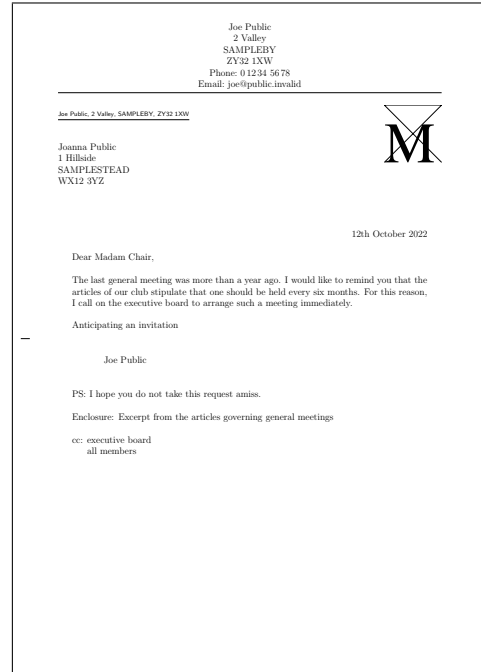 Joe Public
2 Valley
SAMPLEBY
ZY32 1XW
Phone: 0 12 34 56 78
Email: joe@public.invalid
Joe Public, 2 Valley, SAMPLEBY, ZY32 1XW
M
Joanna Public
1 Hillside
SAMPLESTEAD
WX12 3YZ
12th October 2022
Dear Madam Chair,
The last general meeting was more than a year ago. I would like to remind you that the
articles of our club stipulate that one should be held every six months. For this reason,
I call on the executive board to arrange such a meeting immediately.
Anticipating an invitation
Joe Public
PS: I hope you do not take this request amiss.
Enclosure: Excerpt from the articles governing general meetings
cc: executive board
all members